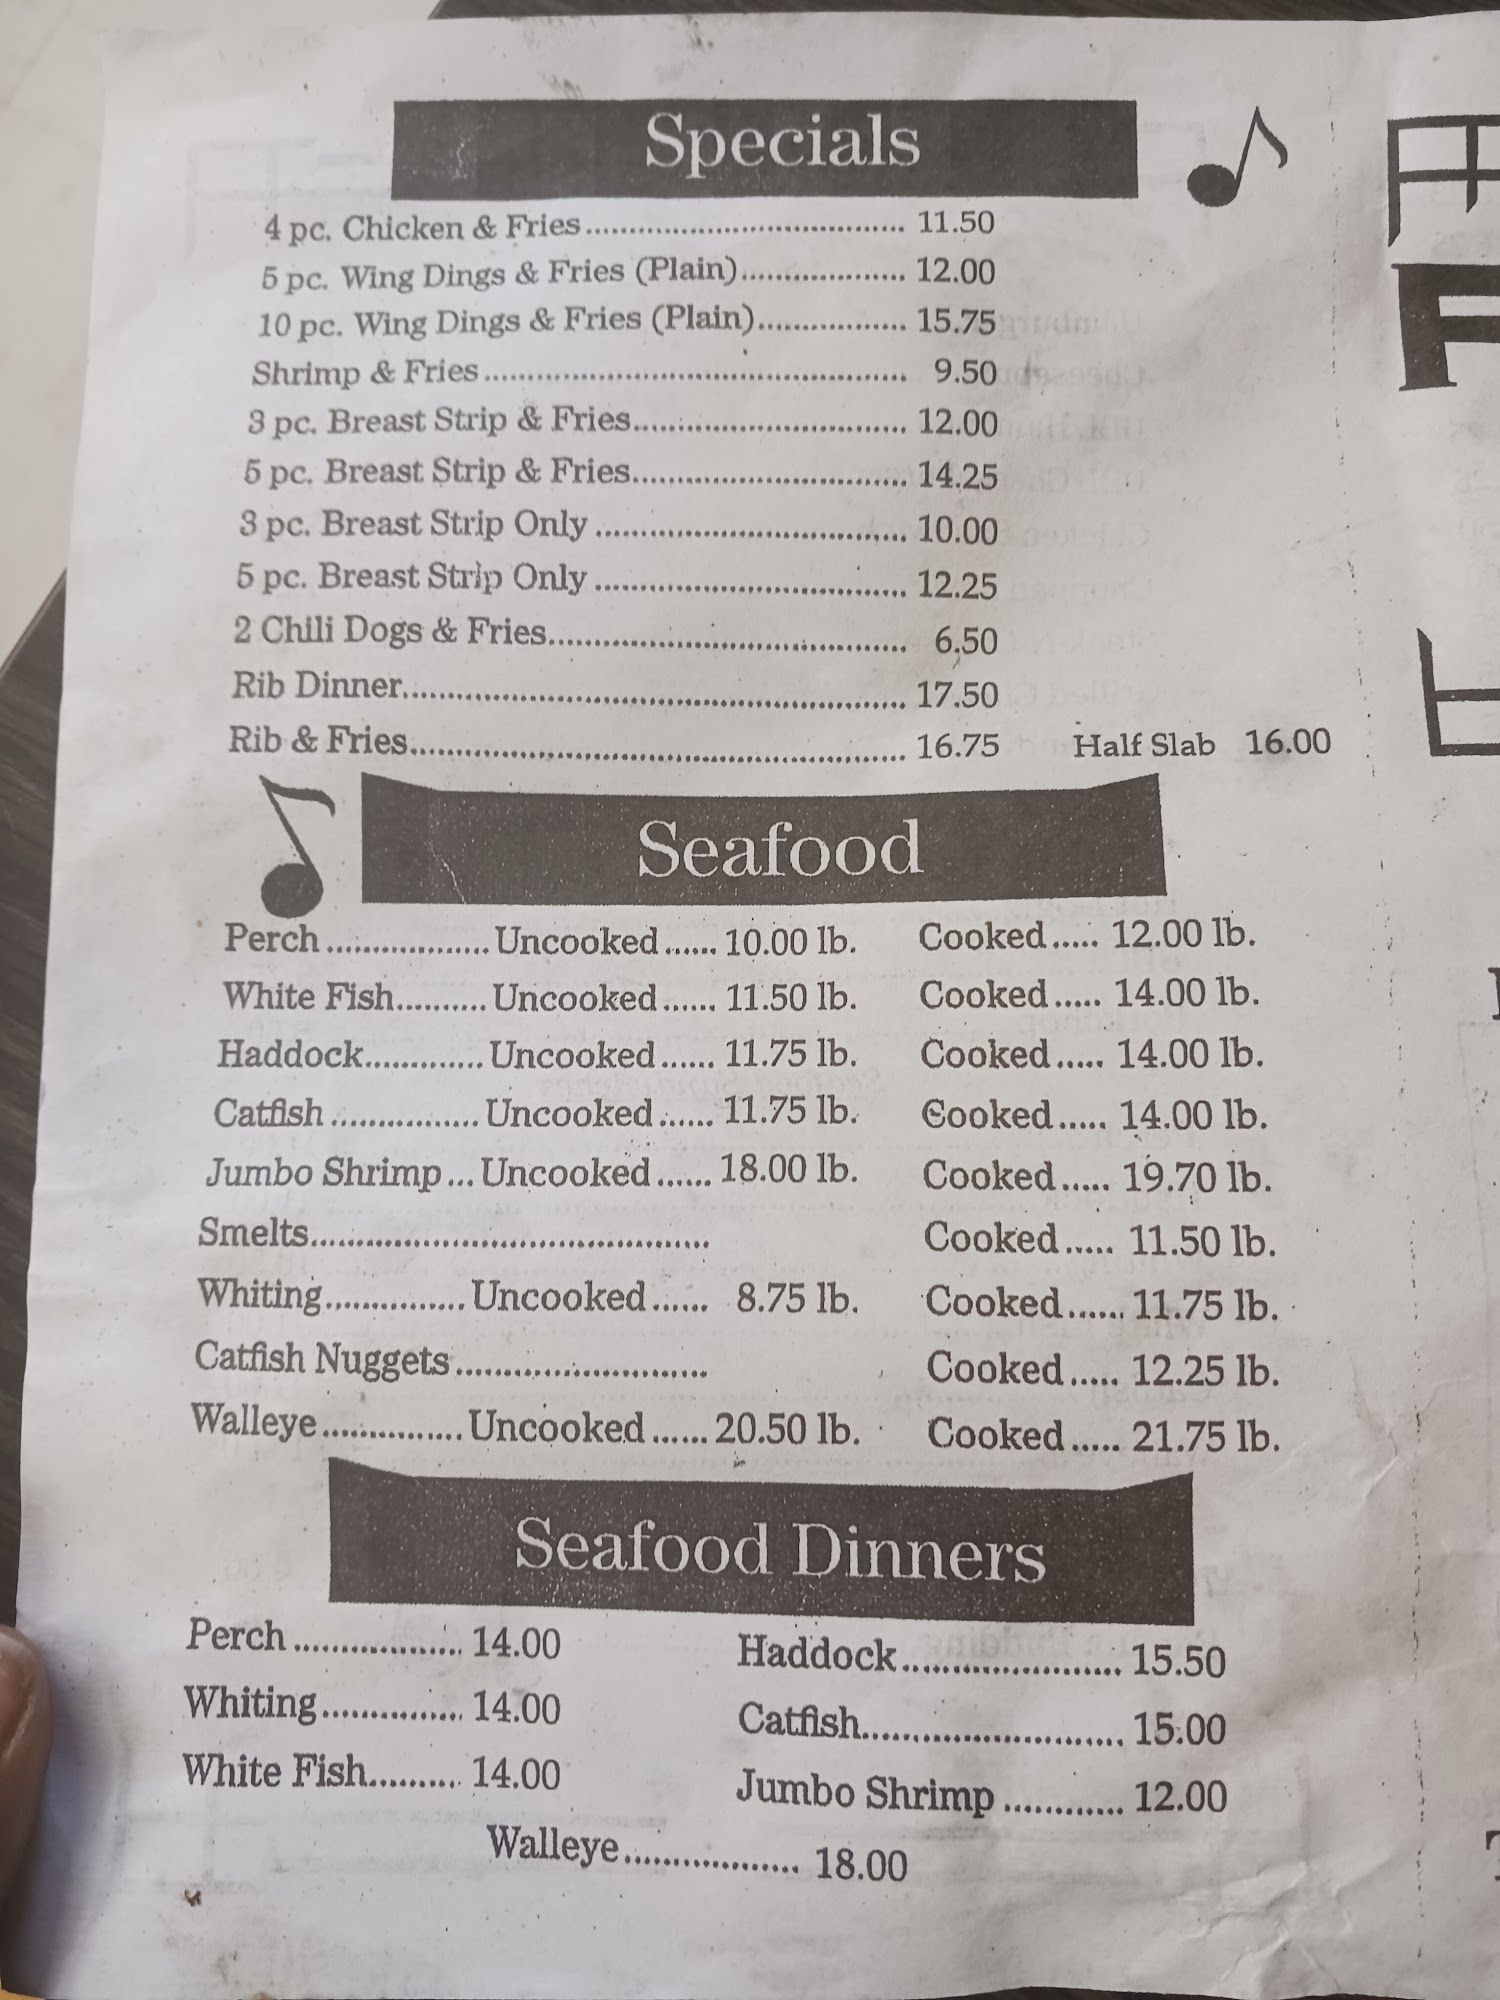 Specials
4 pc. Chicken & Fries.................................... 11.50
5 pc. Wing Dings & Fries (Plain)................... 12.00
10 pc. Wing Dings & Fries (Plain)................. 15.75
Shrimp & Fries................................................ 9.50
3 pc. Breast Strip & Fries............................... 12.00
5 pc. Breast Strip & Fries............................... 14.25
3 pc. Breast Strip Only ................................... 10.00
5 pc. Breast Strip Only ................................... 12.25
2 Chili Dogs & Fries........................................ 6.50
Rib Dinner......................................................... 17.50
Rib & Fries........................................................ 16.75 Half Slab 16.00
Seafood
Perch .................. Uncooked ...... 10.00 lb. Cooked ..... 12.00 lb.
White Fish.......... Uncooked ...... 11.50 lb. Cooked ..... 14.00 lb.
Haddock............. Uncooked ...... 11.75 lb. Cooked ..... 14.00 lb.
Catfish ................ Uncooked ...... 11.75 lb. Cooked ..... 14.00 lb.
Jumbo Shrimp ... Uncooked ...... 18.00 lb. Cooked ..... 19.70 lb.
Smelts............................................. Cooked ..... 11.50 lb.
Whiting............... Uncooked ...... 8.75 lb. Cooked ...... 11.75 lb.
Catfish Nuggets............................ Cooked ..... 12.25 lb.
Walleye............... Uncooked ...... 20.50 lb. Cooked ..... 21.75 lb.
Seafood Dinners
Perch .................. 14.00 Haddock........................ 15.50
Whiting............... 14.00 Catfish............................ 15.00
White Fish.......... 14.00 Jumbo Shrimp ............. 12.00
Walleye................... 18.00